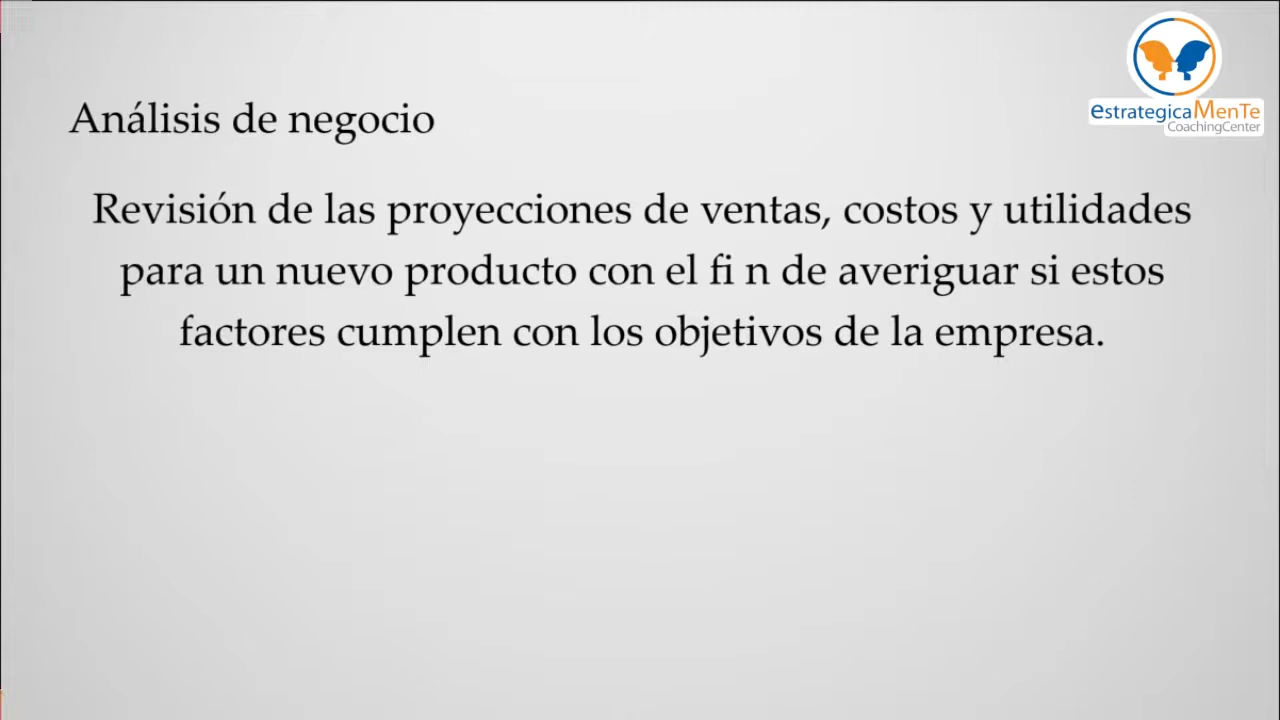 estrategicaMenTe
CoachingCenter
Análisis de negocio
Revisión de las proyecciones de ventas, costos y utilidades
para un nuevo producto con el fi n de averiguar si estos
factores cumplen con los objetivos de la empresa.